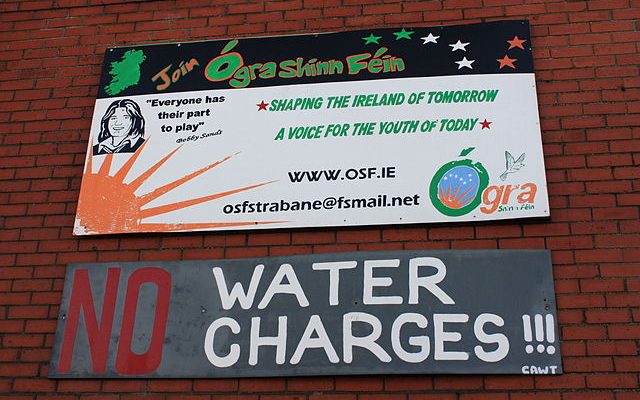 Join Ógra Shinn Féin
"Everyone has
their part
to play"
Bobby Sands
SHAPING THE IRELAND OF TOMORROW
A VOICE FOR THE YOUTH OF TODAY
WWW.OSF.IE
osfstrabane@fsmail.net
Ógra
Shinn Féin
NO WATER
CHARGES!!!
CAWT